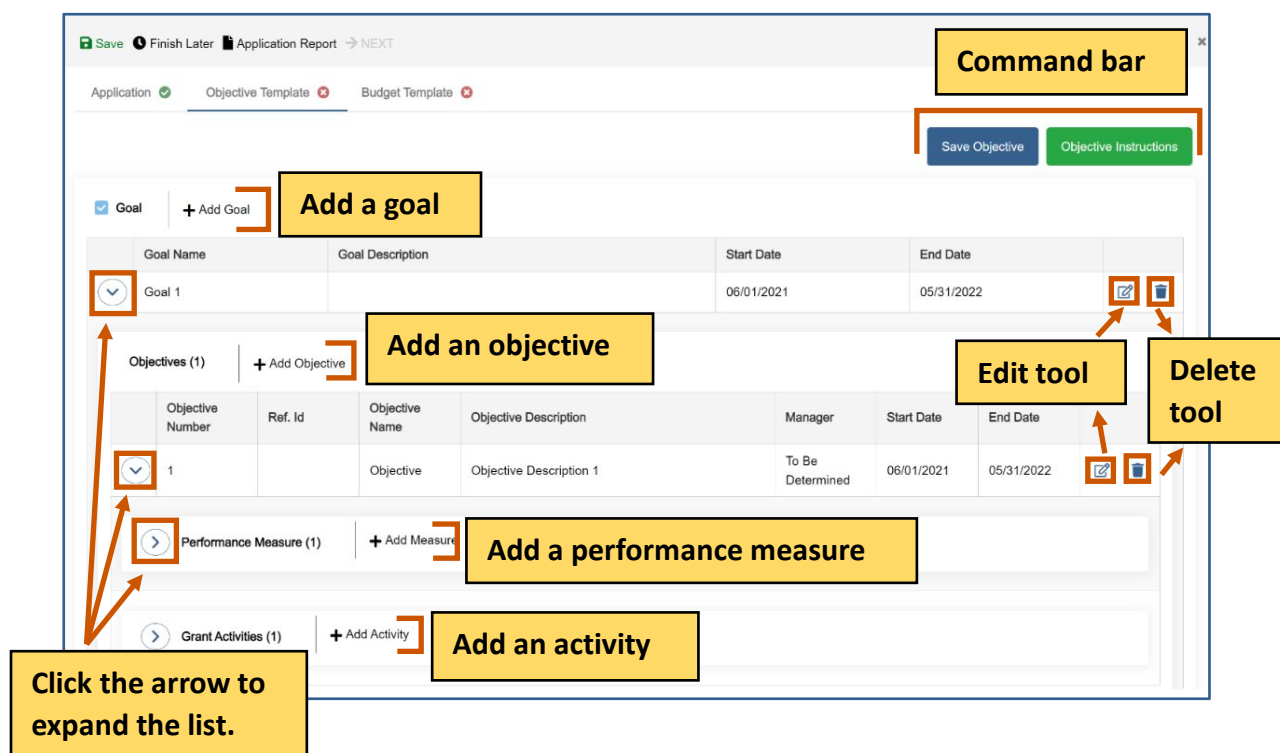 Save Finish Later Application Report NEXT
Command bar
Application Objective Template Budget Template
Save Objective Objective Instructions
Goal + Add Goal
Add a goal
Goal Name Goal Description Start Date End Date
Goal 1 06/01/2021 05/31/2022
Add an objective
Objectives (1) + Add Objective
Edit tool
Delete
tool
Objective
Number Ref. Id Objective
Name Objective Description Manager Start Date End Date
1 Objective Objective Description 1 To Be
Determined 06/01/2021 05/31/2022
Performance Measure (1) + Add Measure
Add a performance measure
Grant Activities (1) + Add Activity
Add an activity
Click the arrow to
expand the list.